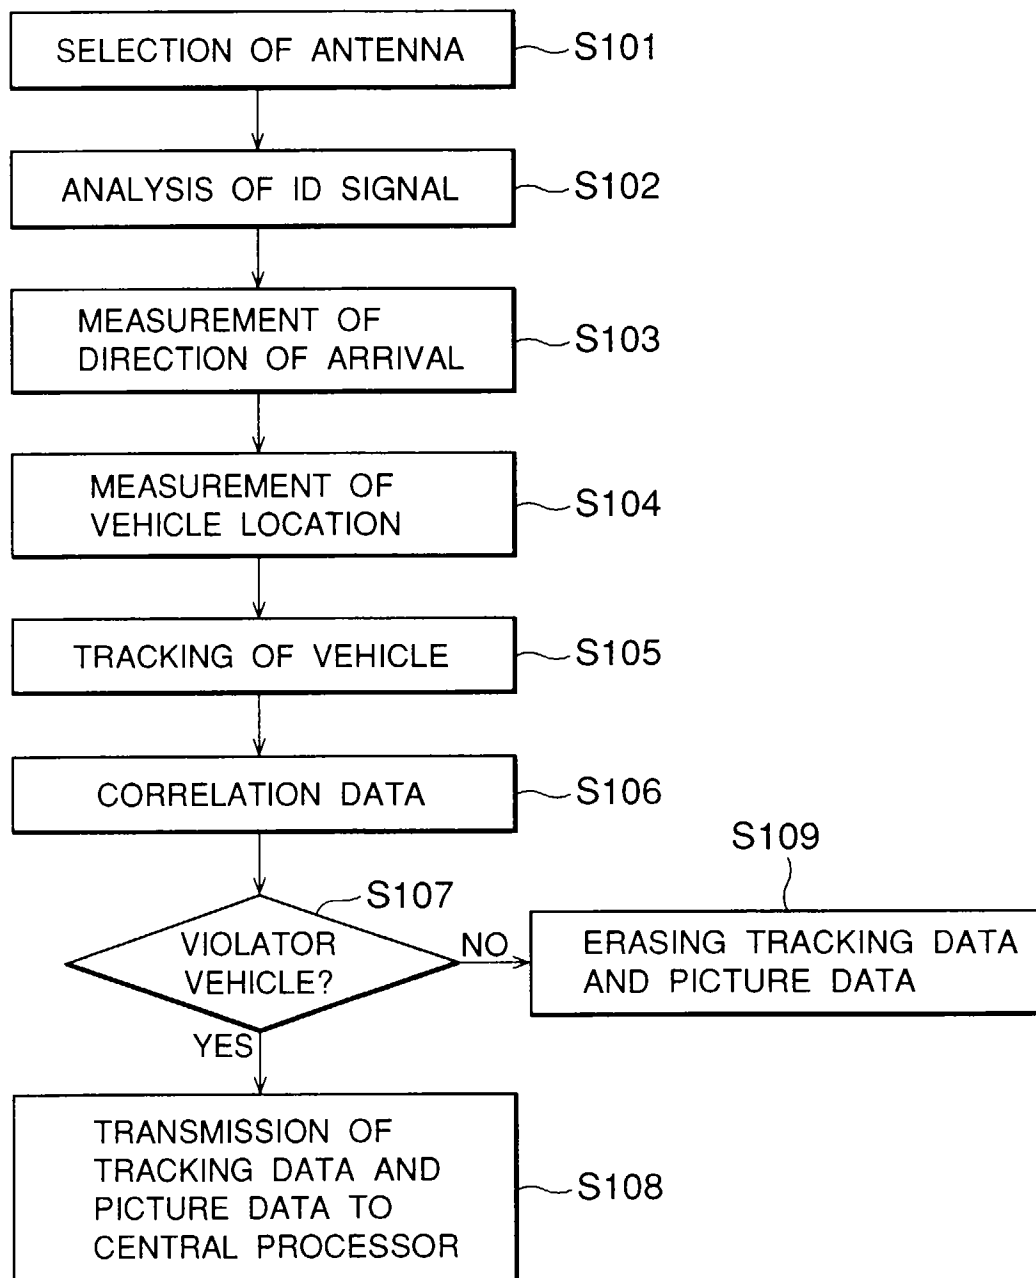 SELECTION OF ANTENNA
S101
ANALYSIS OF ID SIGNAL
S102
MEASUREMENT OF
DIRECTION OF ARRIVAL
S103
MEASUREMENT OF
VEHICLE LOCATION
S104
TRACKING OF VEHICLE
S105
CORRELATION DATA
S106
S107
VIOLATOR
VEHICLE?
NO
S109
ERASING TRACKING DATA
AND PICTURE DATA
YES
TRANSMISSION OF
TRACKING DATA AND
PICTURE DATA TO
CENTRAL PROCESSOR
S108